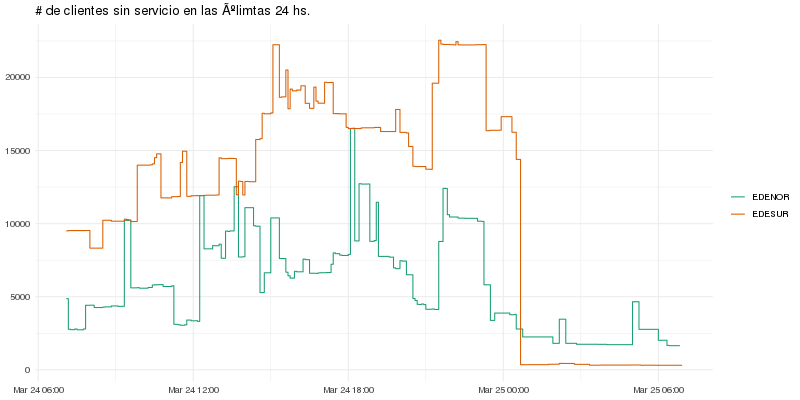 # de clientes sin servicio en las Ãºlimtas 24 hs.
20000
15000
10000
5000
0
Mar 24 06:00 Mar 24 12:00 Mar 24 18:00 Mar 25 00:00 Mar 25 06:00
EDENOR
EDESUR